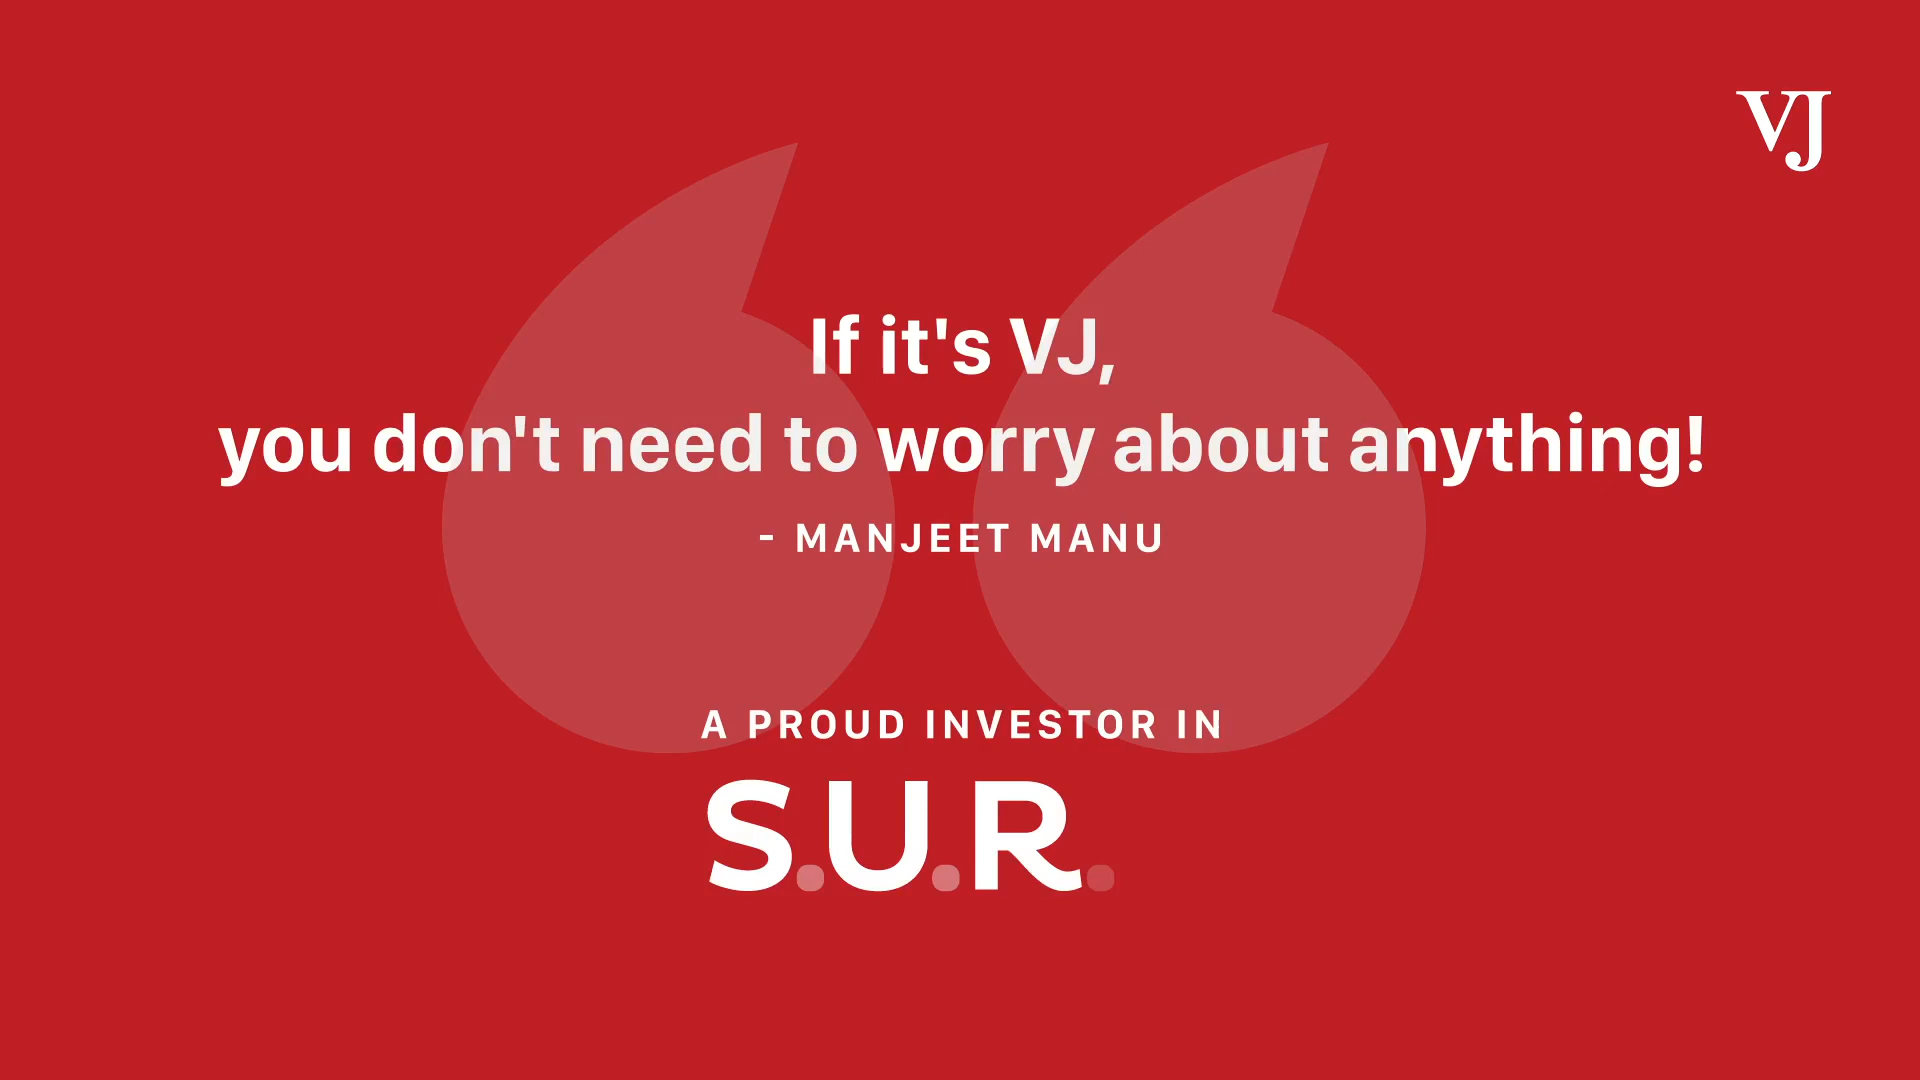 VJ
If it's VJ,
you don't need to worry about anything!
- MANJEET MANU
A PROUD INVESTOR IN
S.U.R.